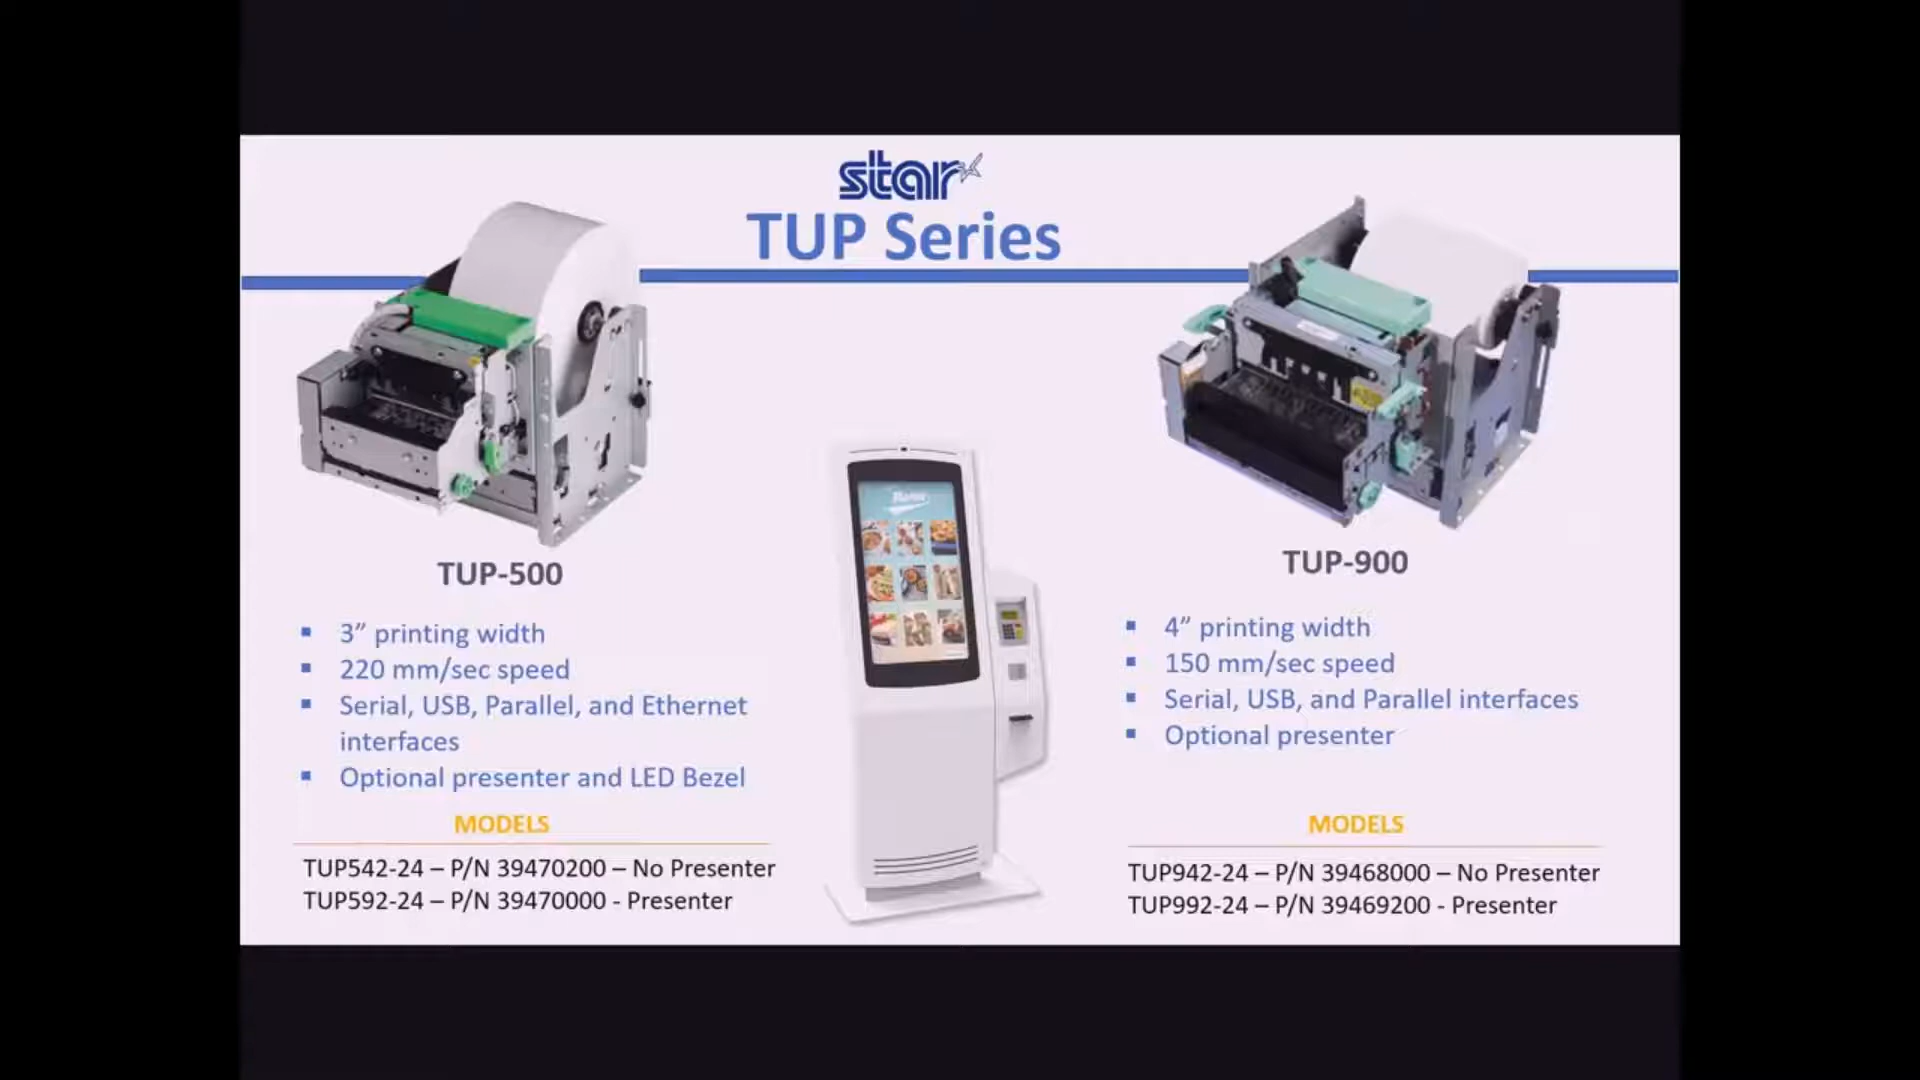 star
TUP Series
TUP-500
▪ 3” printing width
▪ 220 mm/sec speed
▪ Serial, USB, Parallel, and Ethernet
interfaces
▪ Optional presenter and LED Bezel
MODELS
TUP542-24 – P/N 39470200 – No Presenter
TUP592-24 – P/N 39470000 - Presenter
TUP-900
▪ 4” printing width
▪ 150 mm/sec speed
▪ Serial, USB, and Parallel interfaces
▪ Optional presenter
MODELS
TUP942-24 – P/N 39468000 – No Presenter
TUP992-24 – P/N 39469200 - Presenter